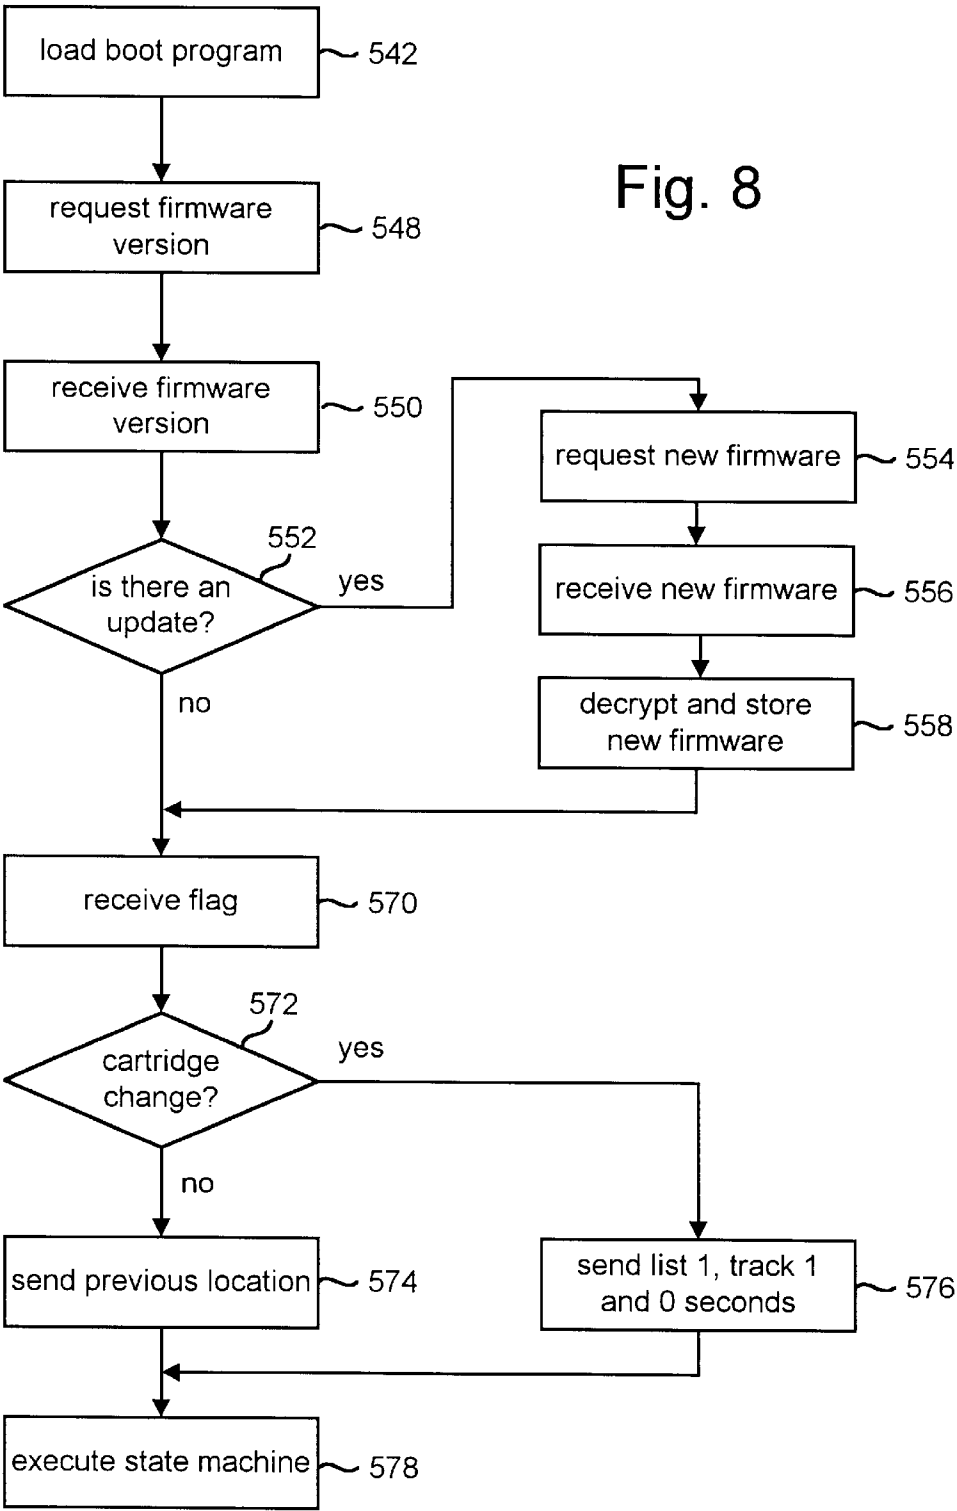 load boot program
542
Fig. 8
request firmware
version
548
receive firmware
version
550
request new firmware
554
552
is there an
update?
yes
receive new firmware
556
no
decrypt and store
new firmware
558
receive flag
570
572
cartridge
change?
yes
no
send previous location
574
send list 1, track 1
and 0 seconds
576
execute state machine
578